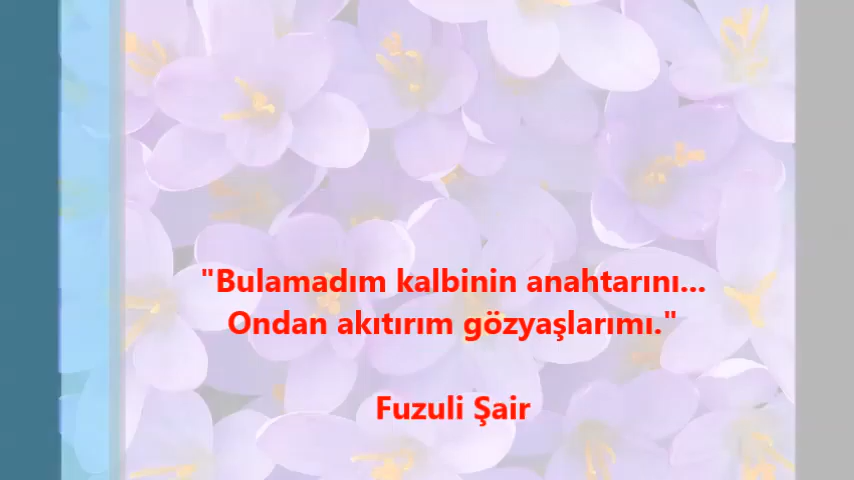 "Bulamadım kalbinin anahtarını...
Ondan akıtırım gözyaşlarımı."
Fuzuli Şair